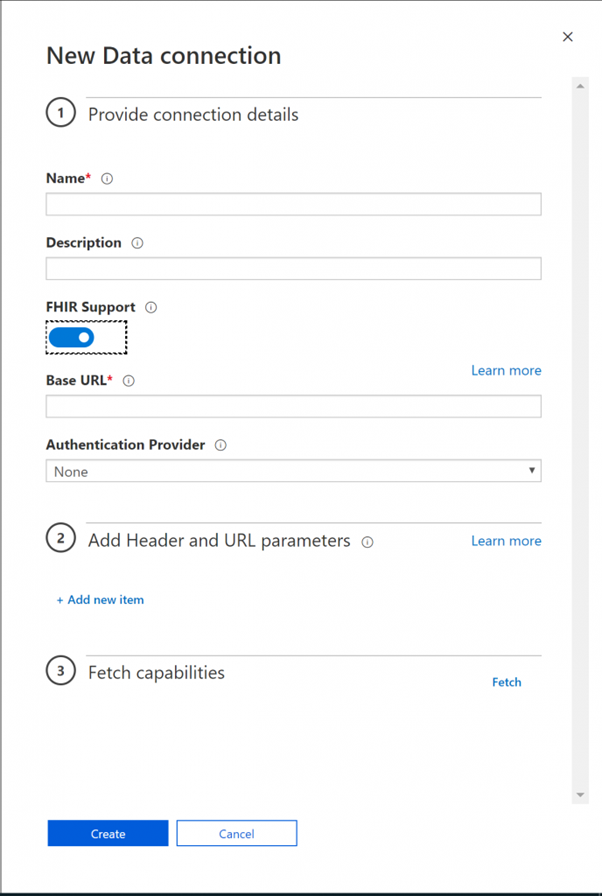 New Data connection
1 Provide connection details
Name*
Description
FHIR Support
Learn more
Base URL*
Authentication Provider
None
2 Add Header and URL parameters Learn more
+ Add new item
3 Fetch capabilities
Fetch
Create Cancel